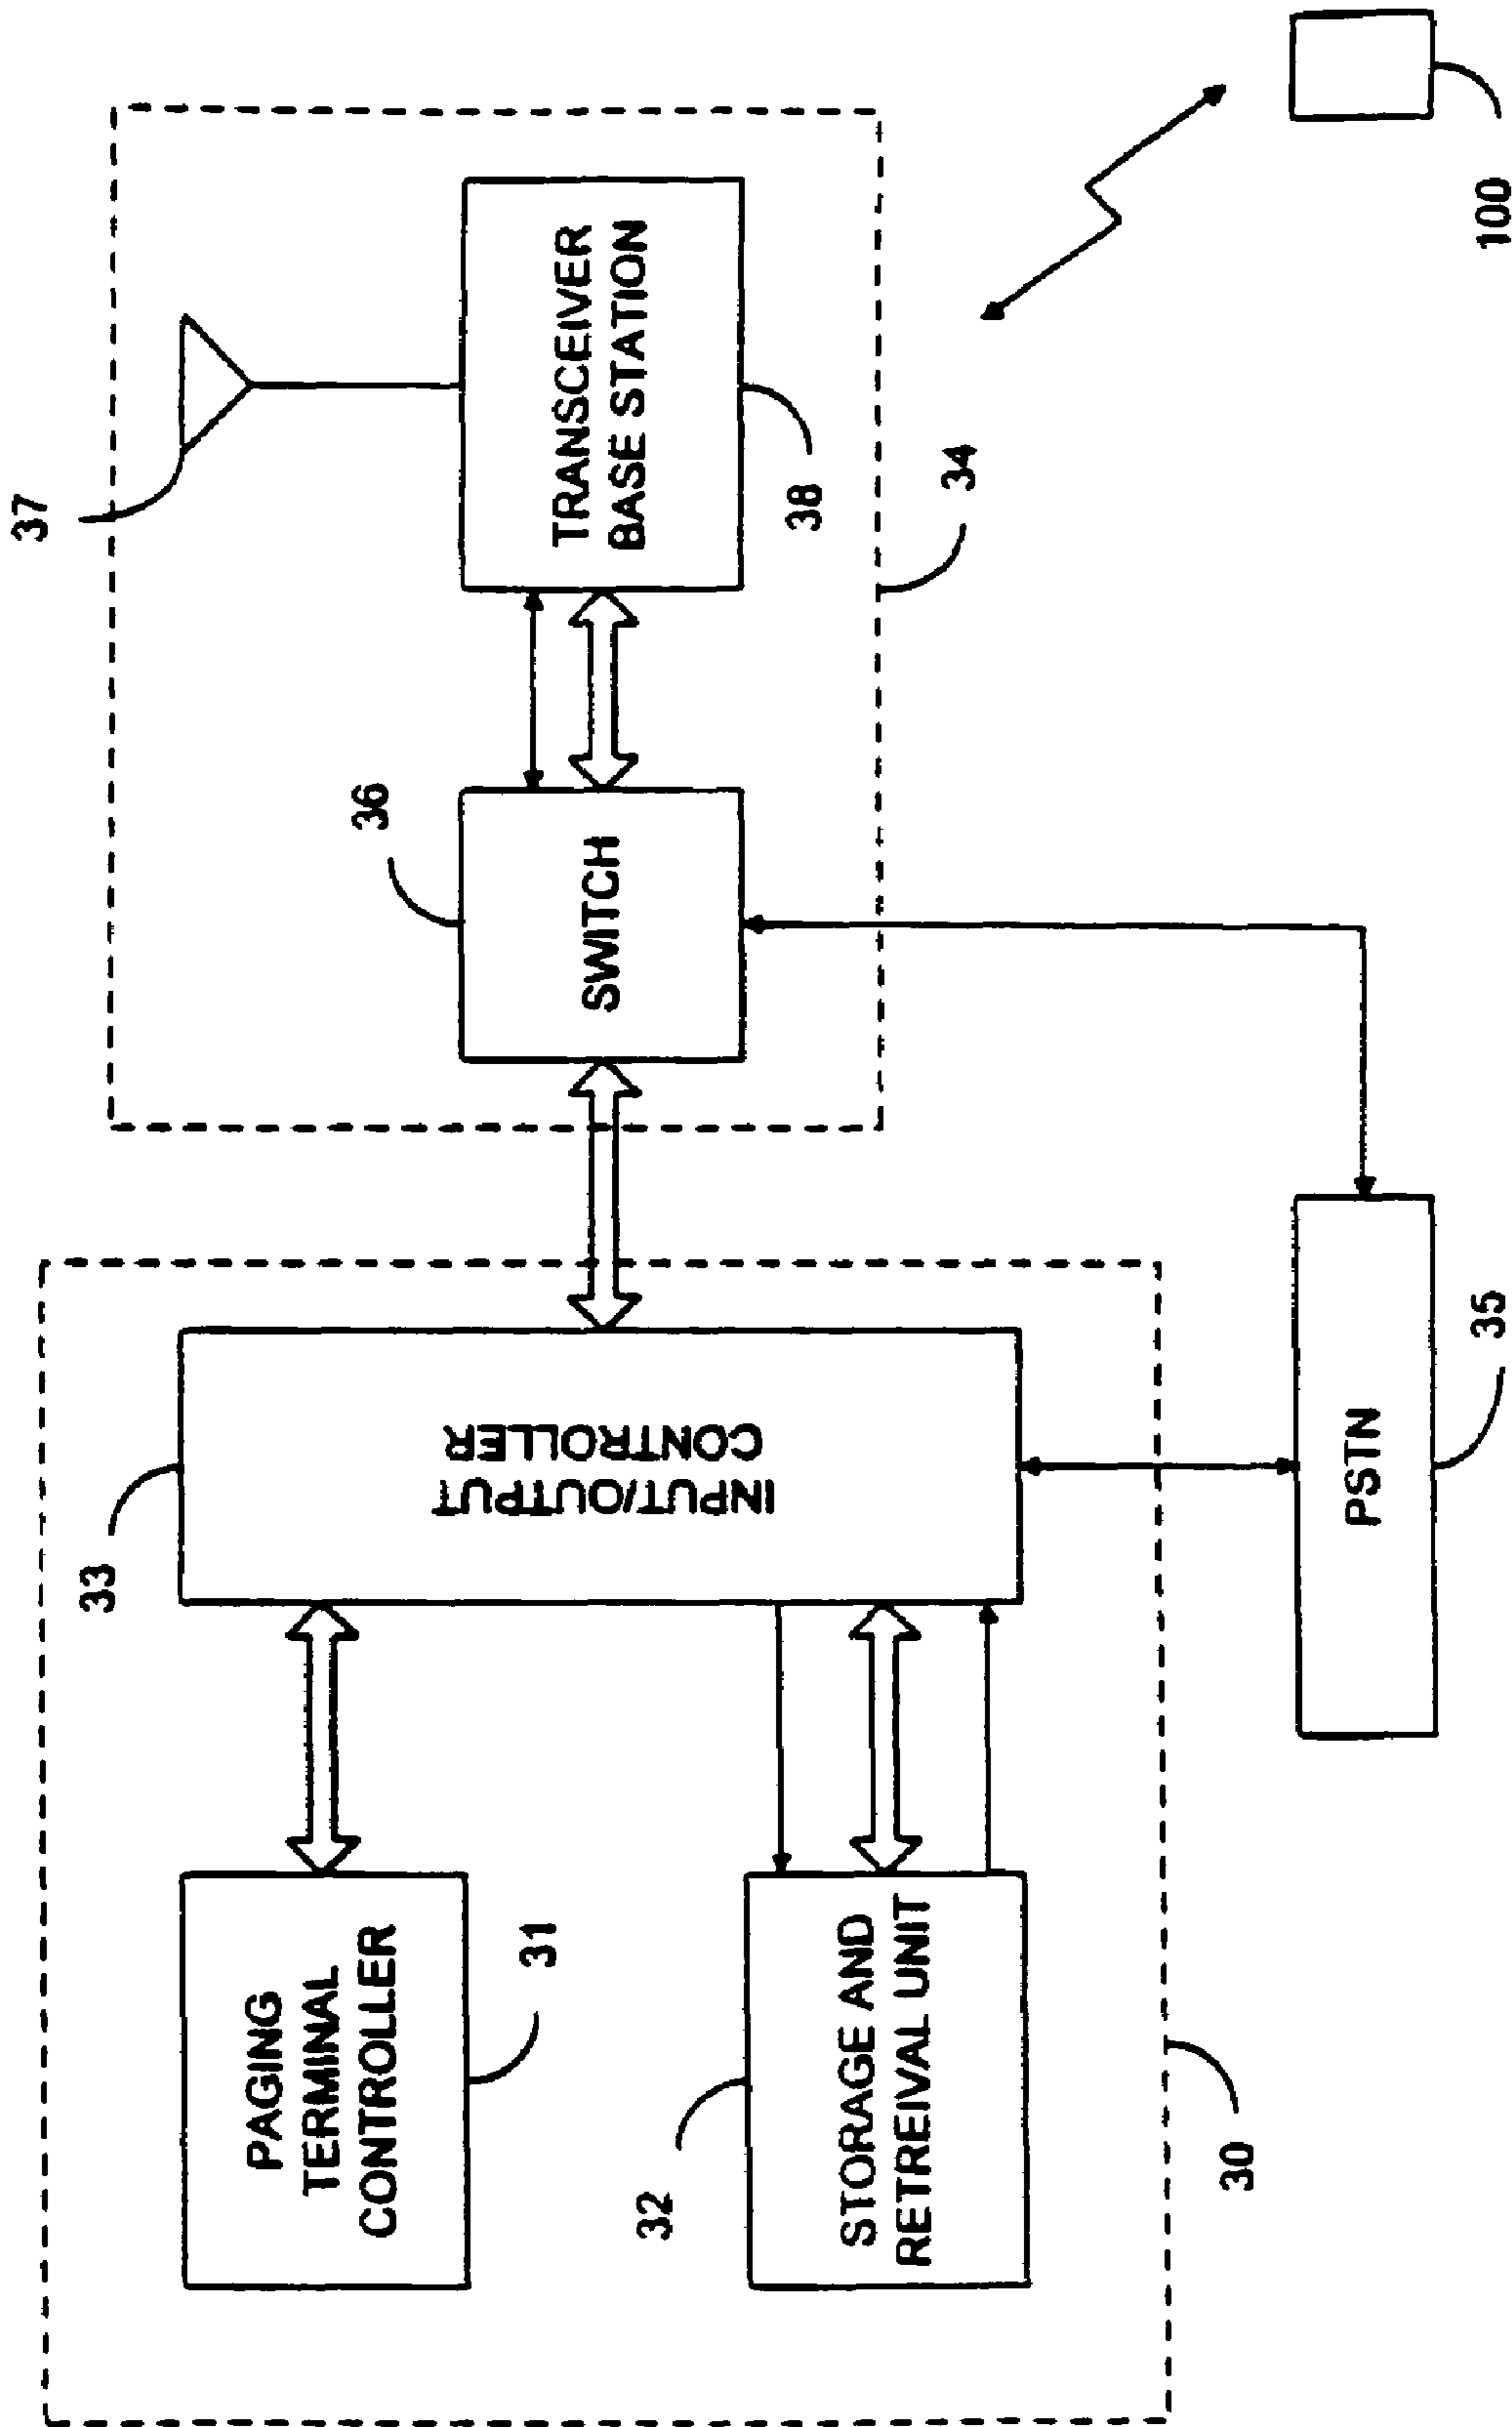 37
TRANSCEIVER
BASE STATION
38
34
36
SWITCH
100
33
INPUT/OUTPUT
CONTROLLER
PAGING
TERMINAL
CONTROLLER
31
32
STORAGE AND
RETREIVAL UNIT
30
PSTN
35